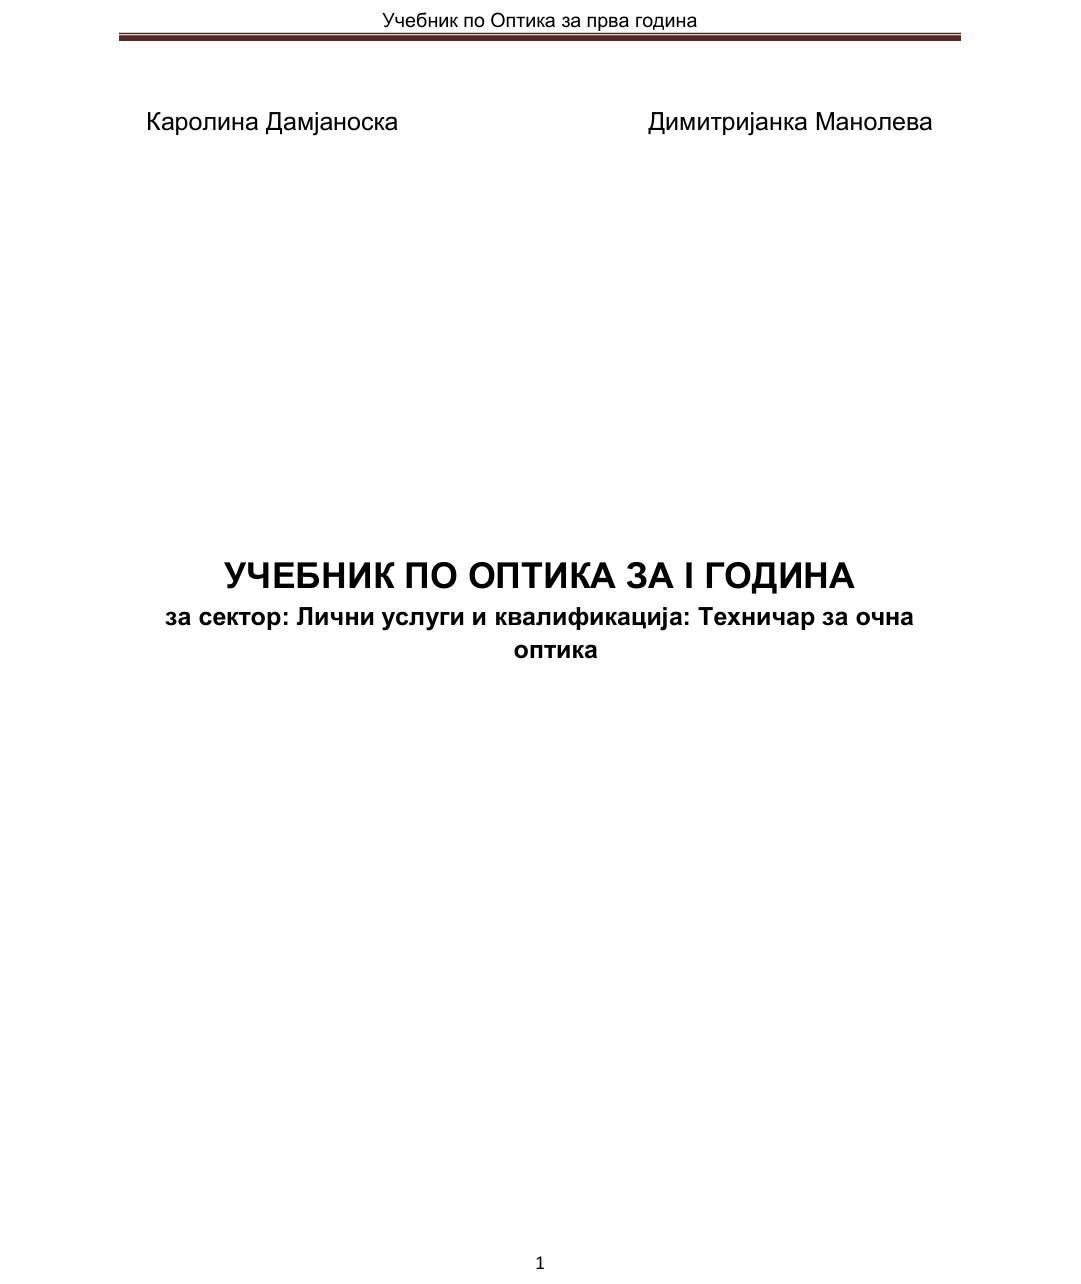 Учебник по Оптика за прва година
Каролина Дамјаноска Димитријанка Манолева
УЧЕБНИК ПО ОПТИКА ЗА I ГОДИНА
за сектор: Лични услуги и квалификација: Техничар за очна
оптика
1